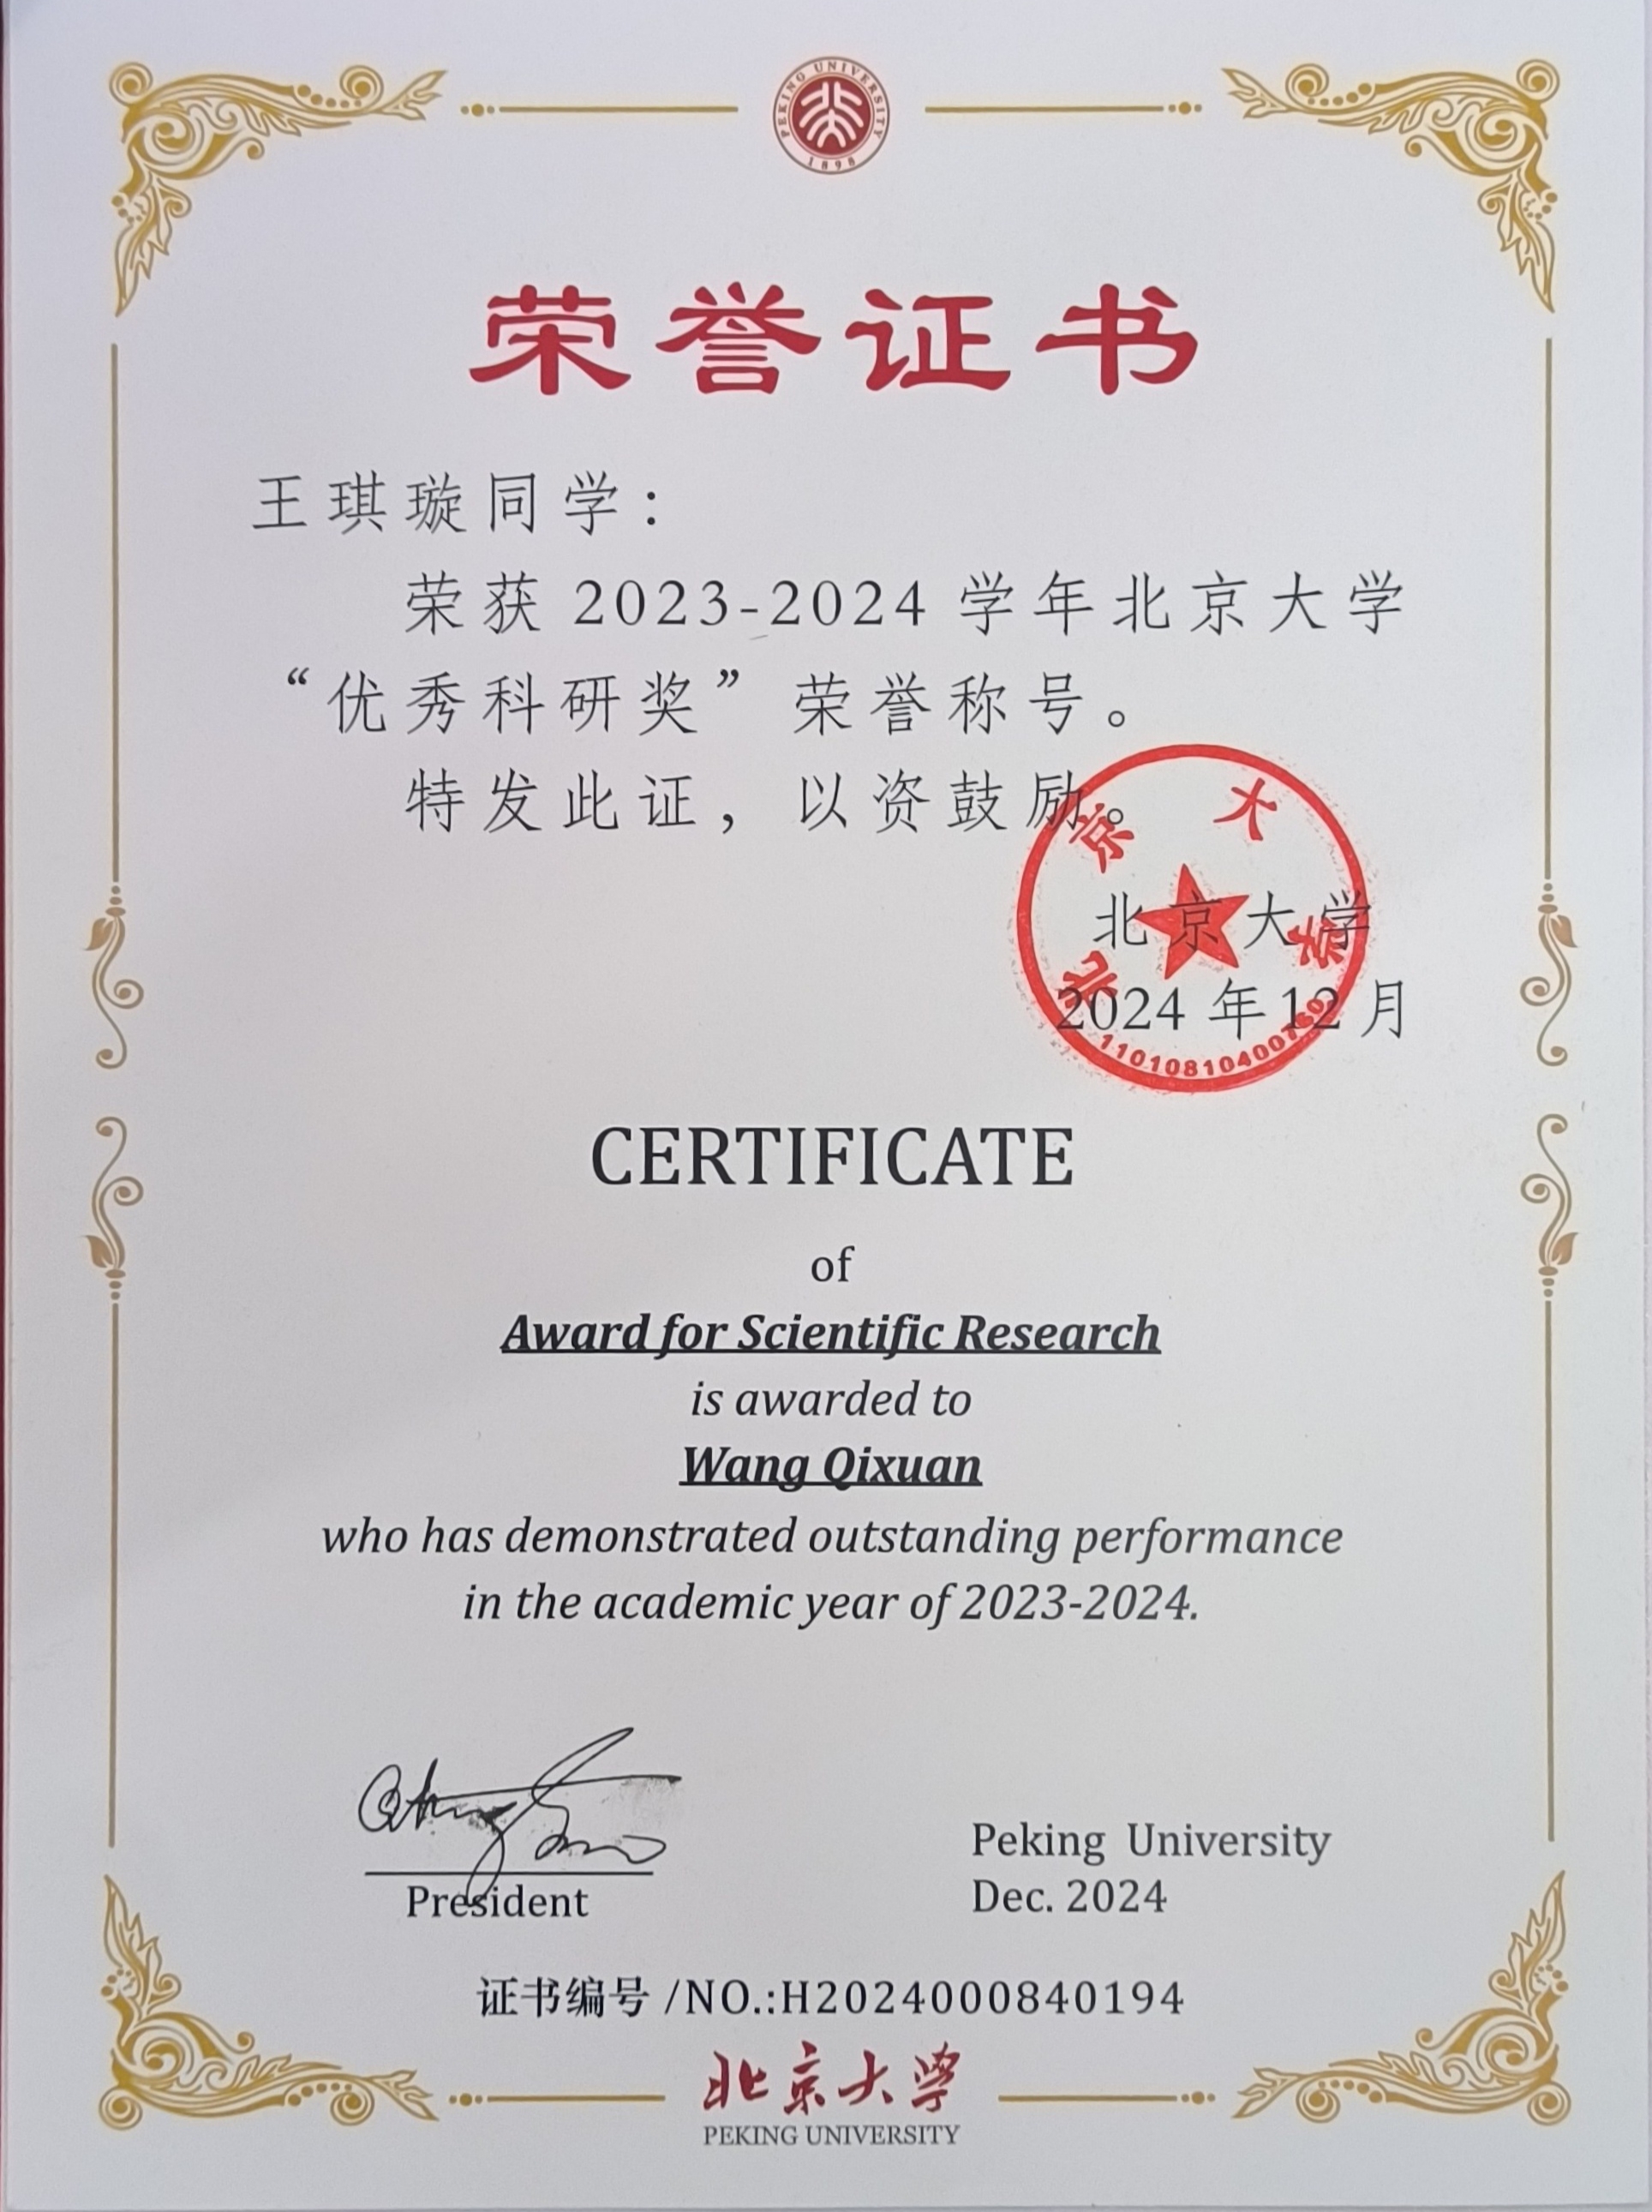 PEKING UNIVERSITY
1898
荣誉证书
王琪璇同学：
荣获 2023-2024 学年北京大学
“优秀科研奖”荣誉称号。
特发此证，以资鼓励。
北京大学
北京大学
2024 年 12 月
CERTIFICATE
of
Award for Scientific Research
is awarded to
Wang Qixuan
who has demonstrated outstanding performance
in the academic year of 2023-2024.
President
Peking University
Dec. 2024
证书编号 /NO.:H2024000840194
北京大学
PEKING UNIVERSITY